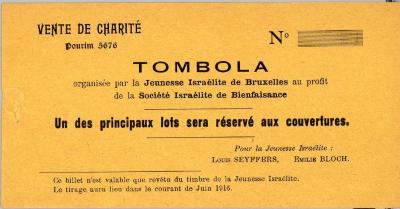 VENTE DE CHARITÉ
Pourim 5676
Nº
TOMBOLA
organisée par la Jeunesse Israélite de Bruxelles au profit
de la Société Israélite de Bienfaisance
Un des principaux lots sera réservé aux couvertures.
Pour la Jeunesse Israélite :
LOUIS SEYFFERS, EMILIE BLOCH.
Ce billet n'est valable que revêtu du timbre de la Jeunesse Israélite.
Le tirage aura lieu dans le courant de Juin 1916.